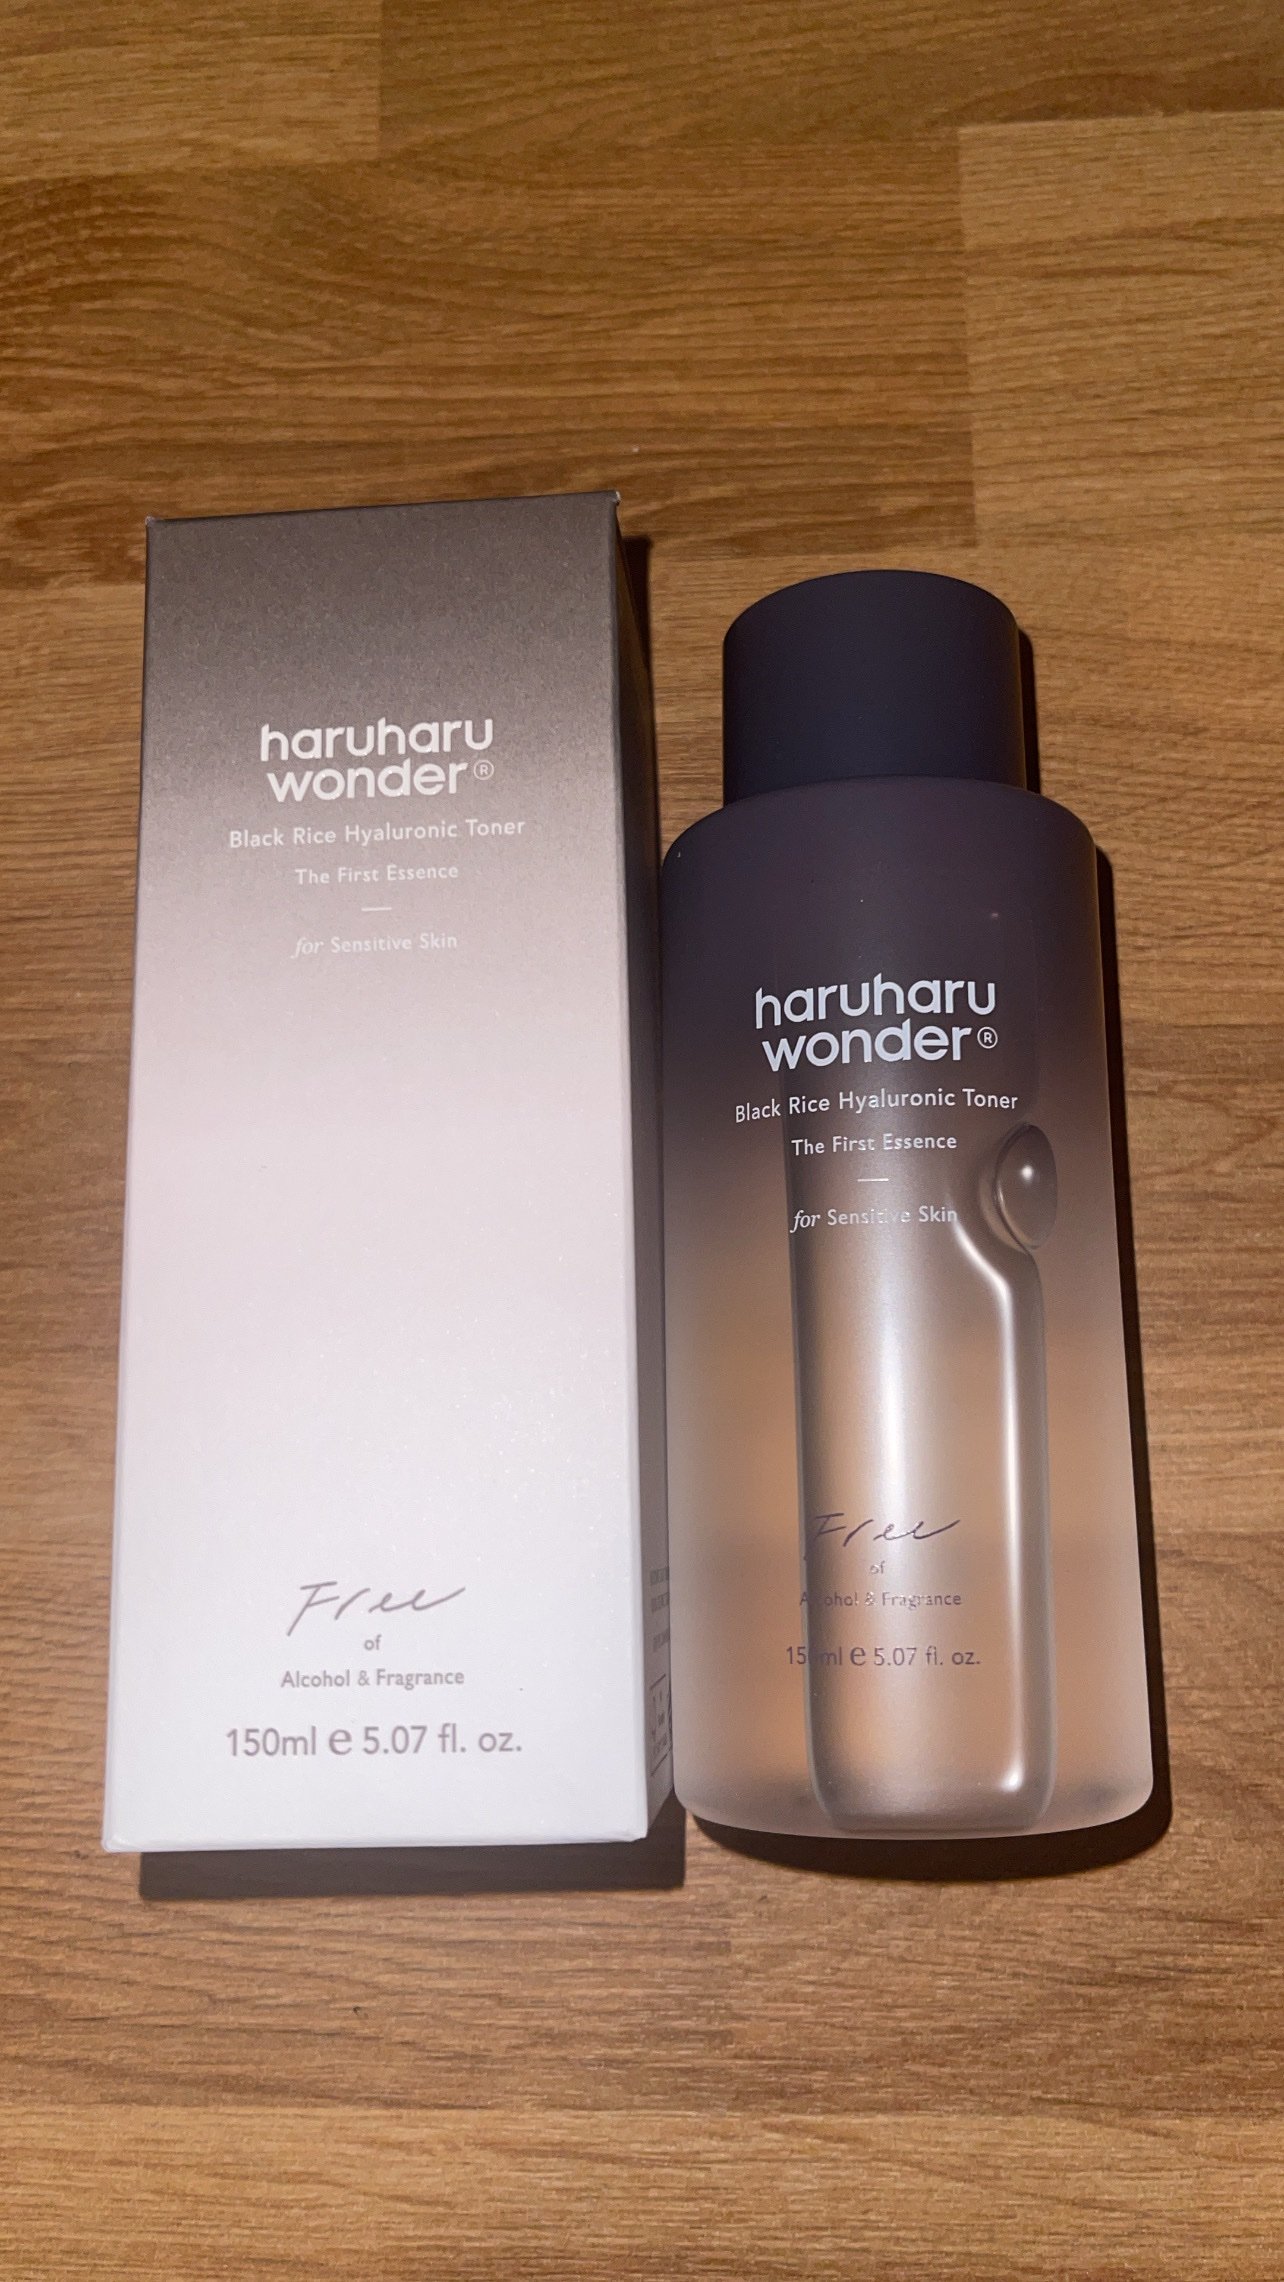 haruharu
wonder®
Black Rice Hyaluronic Toner
The First Essence
for Sensitive Skin
Free
of
Alcohol & Fragrance
150ml e 5.07 fl. oz.
haruharu
wonder®
Black Rice Hyaluronic Toner
The First Essence
for Sensitive Skin
Free
of
Alcohol & Fragrance
150ml e 5.07 fl. oz.